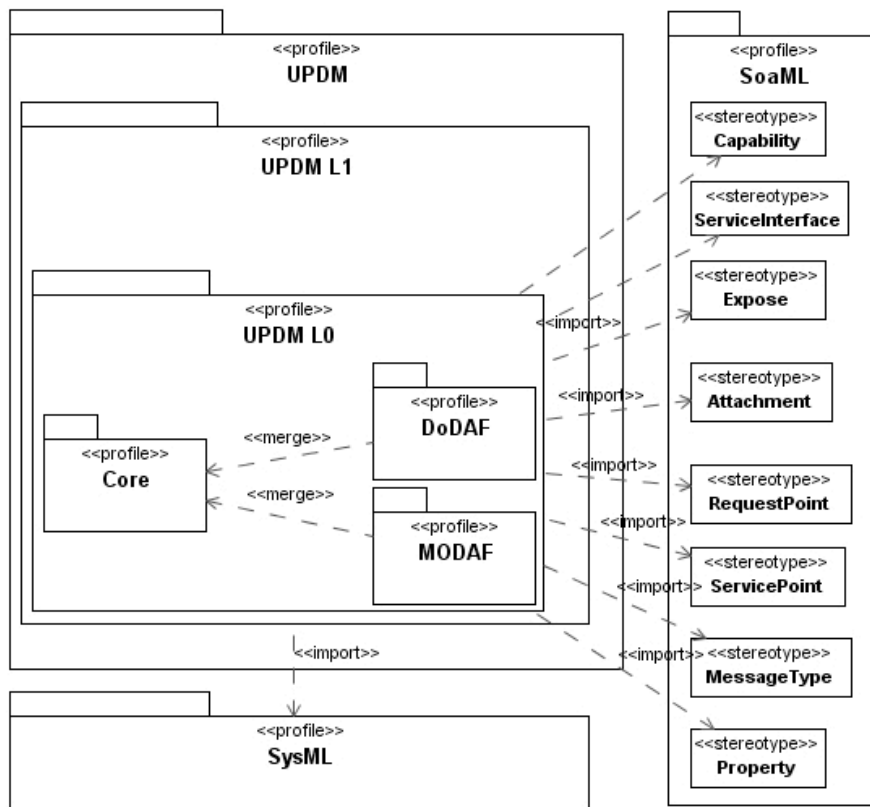 <<profile>>
UPDM
<<profile>>
UPDM L1
<<profile>>
UPDM L0
<<profile>>
Core
<<merge>>
<<merge>>
<<profile>>
DoDAF
<<profile>>
MODAF
<<import>>
<<profile>>
SysML
<<import>>
<<import>>
<<import>>
<<import>>
<<import>>
<<import>>
<<profile>>
SoaML
<<stereotype>>
Capability
<<stereotype>>
ServiceInterface
<<stereotype>>
Expose
<<stereotype>>
Attachment
<<stereotype>>
RequestPoint
<<stereotype>>
ServicePoint
<<stereotype>>
MessageType
<<stereotype>>
Property